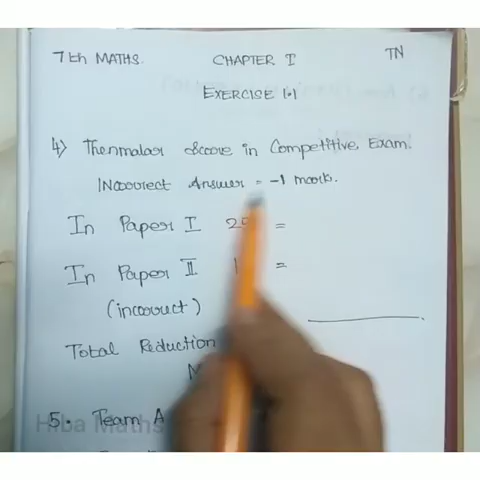 7th MATHS. CHAPTER I TN
EXERCISE 1.1
4) Thenmalar Score in Competitive Exam.
Incorrect Answer = -1 mark.
In Paper I =
In Paper II =
(incorrect)
Total Reduction
5. Team A
Hiba Maths